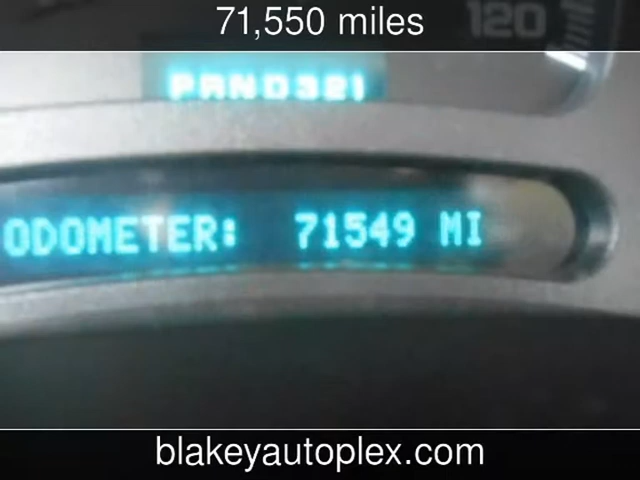 71,550 miles
120
PRND321
ODOMETER: 71549 MI
blakeyautoplex.com